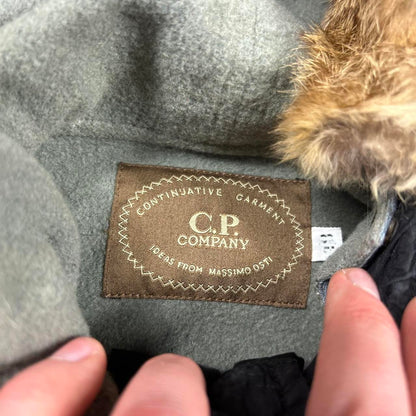 CONTINUATIVE GARMENT
C.P.
COMPANY
IDEAS FROM MASSIMO OSTI